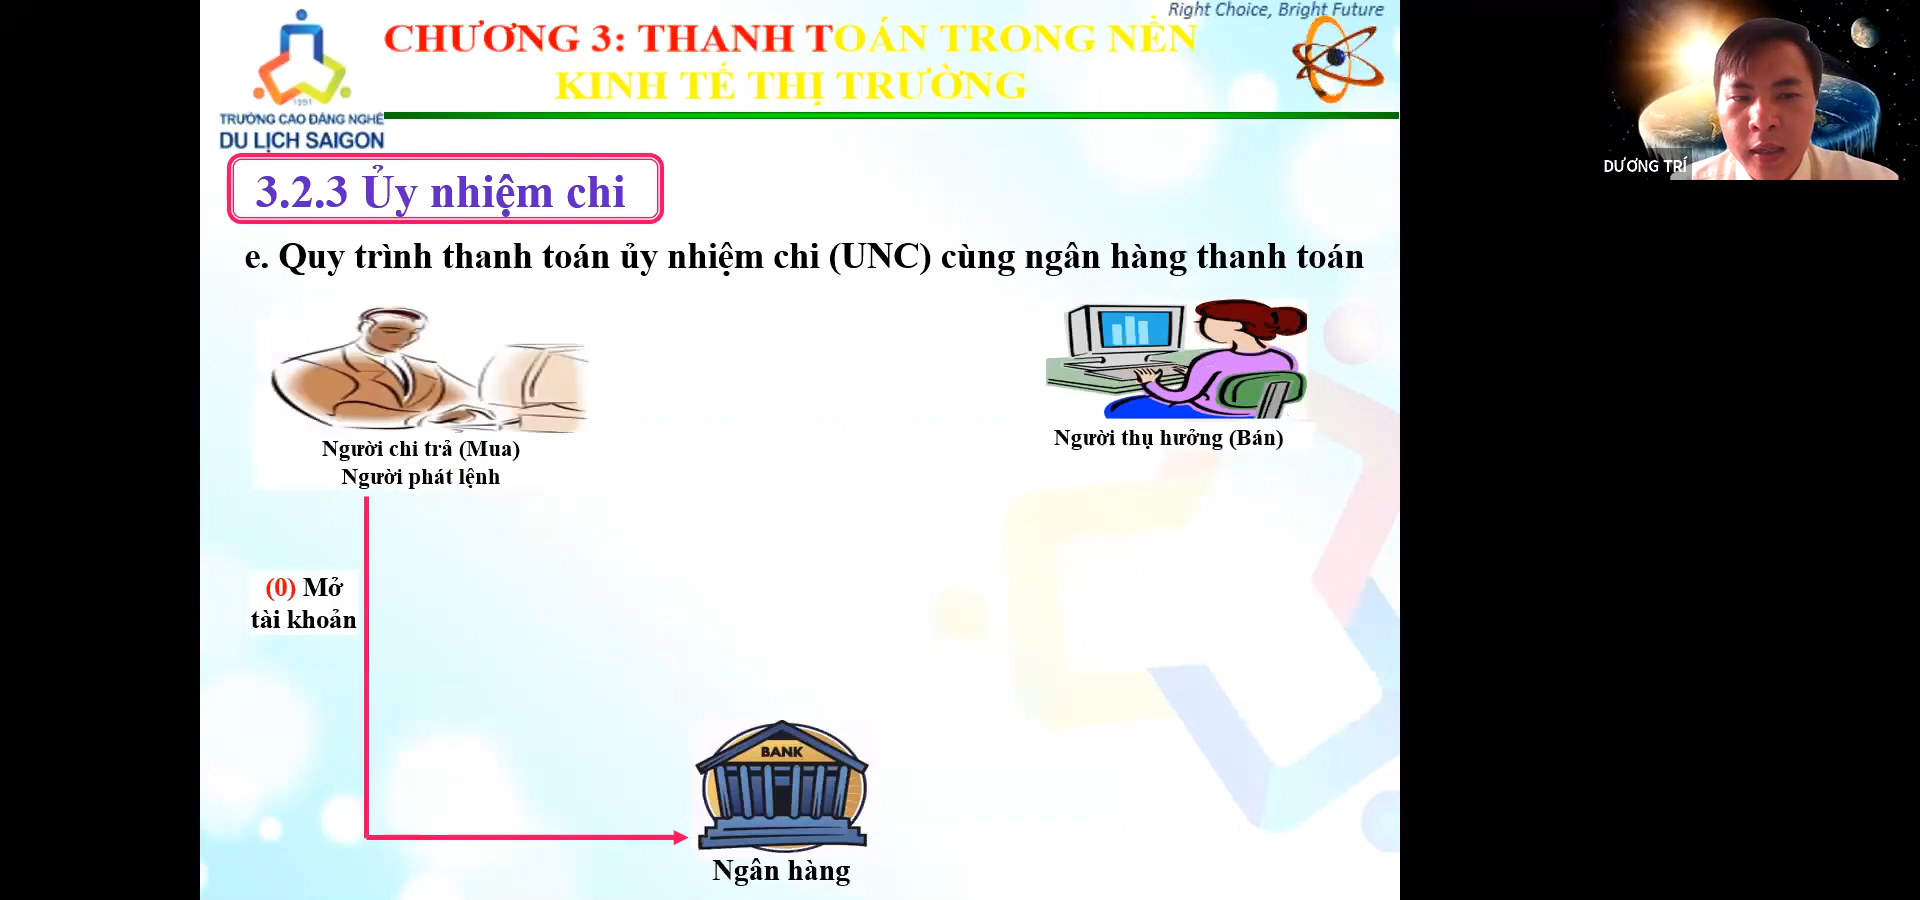 Right Choice, Bright Future
CHƯƠNG 3: THANH TOÁN TRONG NỀN
KINH TẾ THỊ TRƯỜNG
1991
TRƯỜNG CAO ĐẲNG NGHỀ
DU LỊCH SAIGON
DƯƠNG TRÍ
3.2.3 Ủy nhiệm chi
e. Quy trình thanh toán ủy nhiệm chi (UNC) cùng ngân hàng thanh toán
Người chi trả (Mua)
Người phát lệnh
Người thụ hưởng (Bán)
(0) Mở
tài khoản
BANK
Ngân hàng